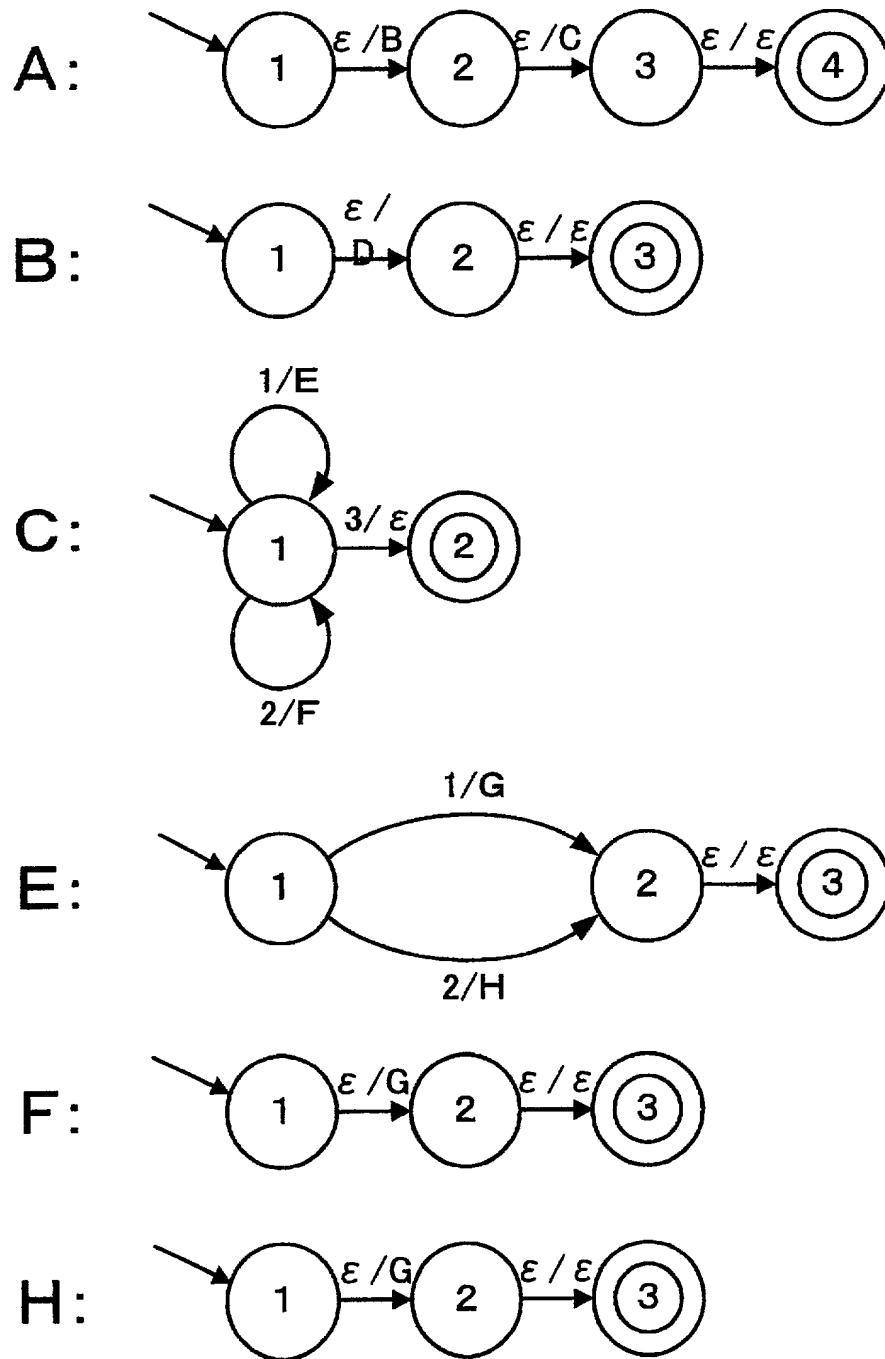 ε/B ε/C ε/ε
A: 1 2 3 4
ε/
D ε/ε
B: 1 2 3
1/E
C: 1 3/ε 2
2/F
1/G
E: 1 2 ε/ε 3
2/H
ε/G ε/ε
F: 1 2 3
ε/G ε/ε
H: 1 2 3